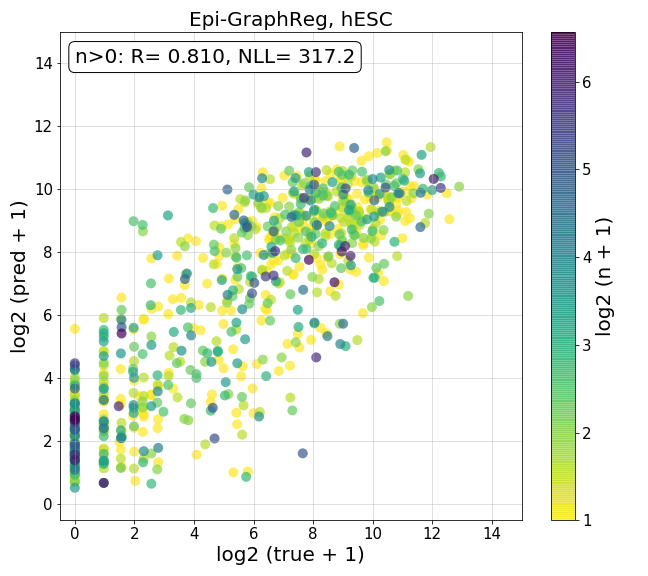 Epi-GraphReg, hESC
n>0: R= 0.810, NLL= 317.2
log2 (pred + 1)
14
12
10
8
6
4
2
0
0 2 4 6 8 10 12 14
log2 (true + 1)
6
5
4
3
2
1
log2 (n + 1)